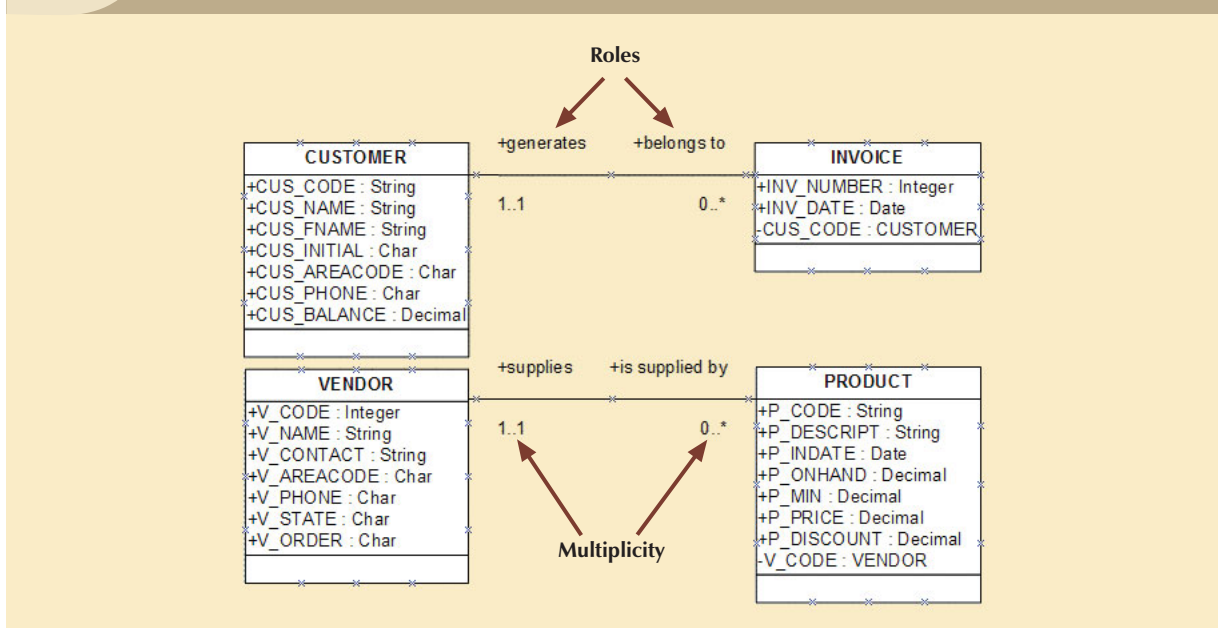 Roles
+generates
+belongs to
CUSTOMER
+CUS_CODE : String
+CUS_NAME : String
+CUS_FNAME : String
+CUS_INITIAL : Char
+CUS_AREACODE : Char
+CUS_PHONE : Char
+CUS_BALANCE : Decimal
1..1
0..*
INVOICE
+INV_NUMBER : Integer
+INV_DATE : Date
-CUS_CODE : CUSTOMER
+supplies
+is supplied by
VENDOR
+V_CODE : Integer
+V_NAME : String
+V_CONTACT : String
+V_AREACODE : Char
+V_PHONE : Char
+V_STATE : Char
+V_ORDER : Char
1..1
0..*
PRODUCT
+P_CODE : String
+P_DESCRIPT : String
+P_INDATE : Date
+P_ONHAND : Decimal
+P_MIN : Decimal
+P_PRICE : Decimal
+P_DISCOUNT : Decimal
-V_CODE : VENDOR
Multiplicity